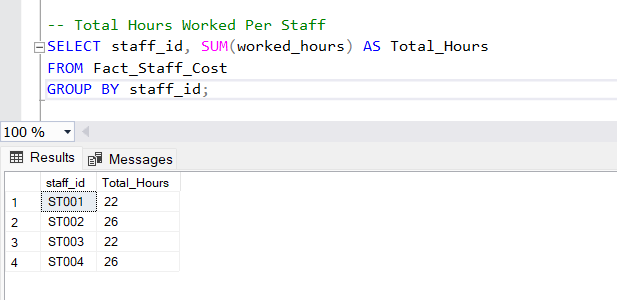 -- Total Hours Worked Per Staff
SELECT staff_id, SUM(worked_hours) AS Total_Hours
FROM Fact_Staff_Cost
GROUP BY staff_id;
100 %
Results Messages
staff_id Total_Hours
1 ST001 22
2 ST002 26
3 ST003 22
4 ST004 26